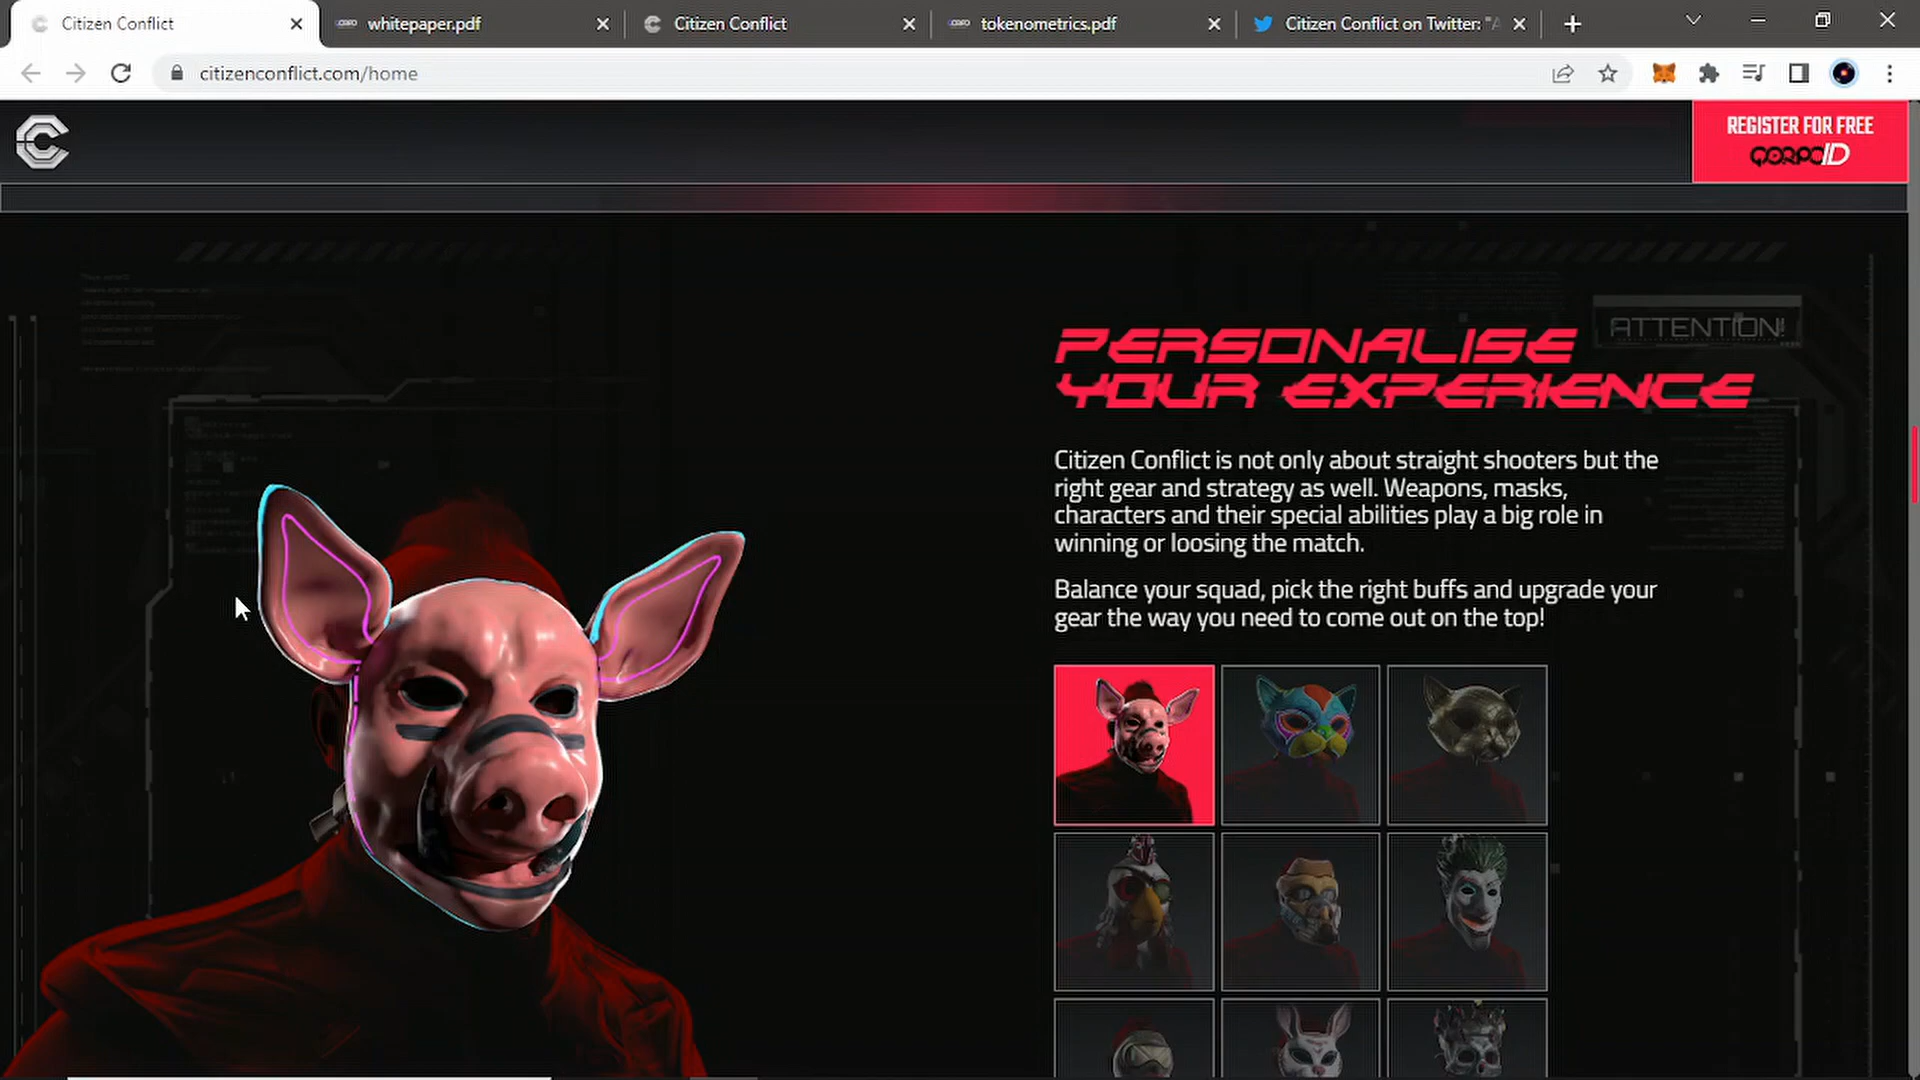 Citizen Conflict
whitepaper.pdf
Citizen Conflict
tokenometrics.pdf
Citizen Conflict on Twitter: "A
citizenconflict.com/home
REGISTER FOR FREE
QORPO ID
ATTENTION!
PERSONALISE
YOUR EXPERIENCE
Citizen Conflict is not only about straight shooters but the
right gear and strategy as well. Weapons, masks,
characters and their special abilities play a big role in
winning or loosing the match.
Balance your squad, pick the right buffs and upgrade your
gear the way you need to come out on the top!